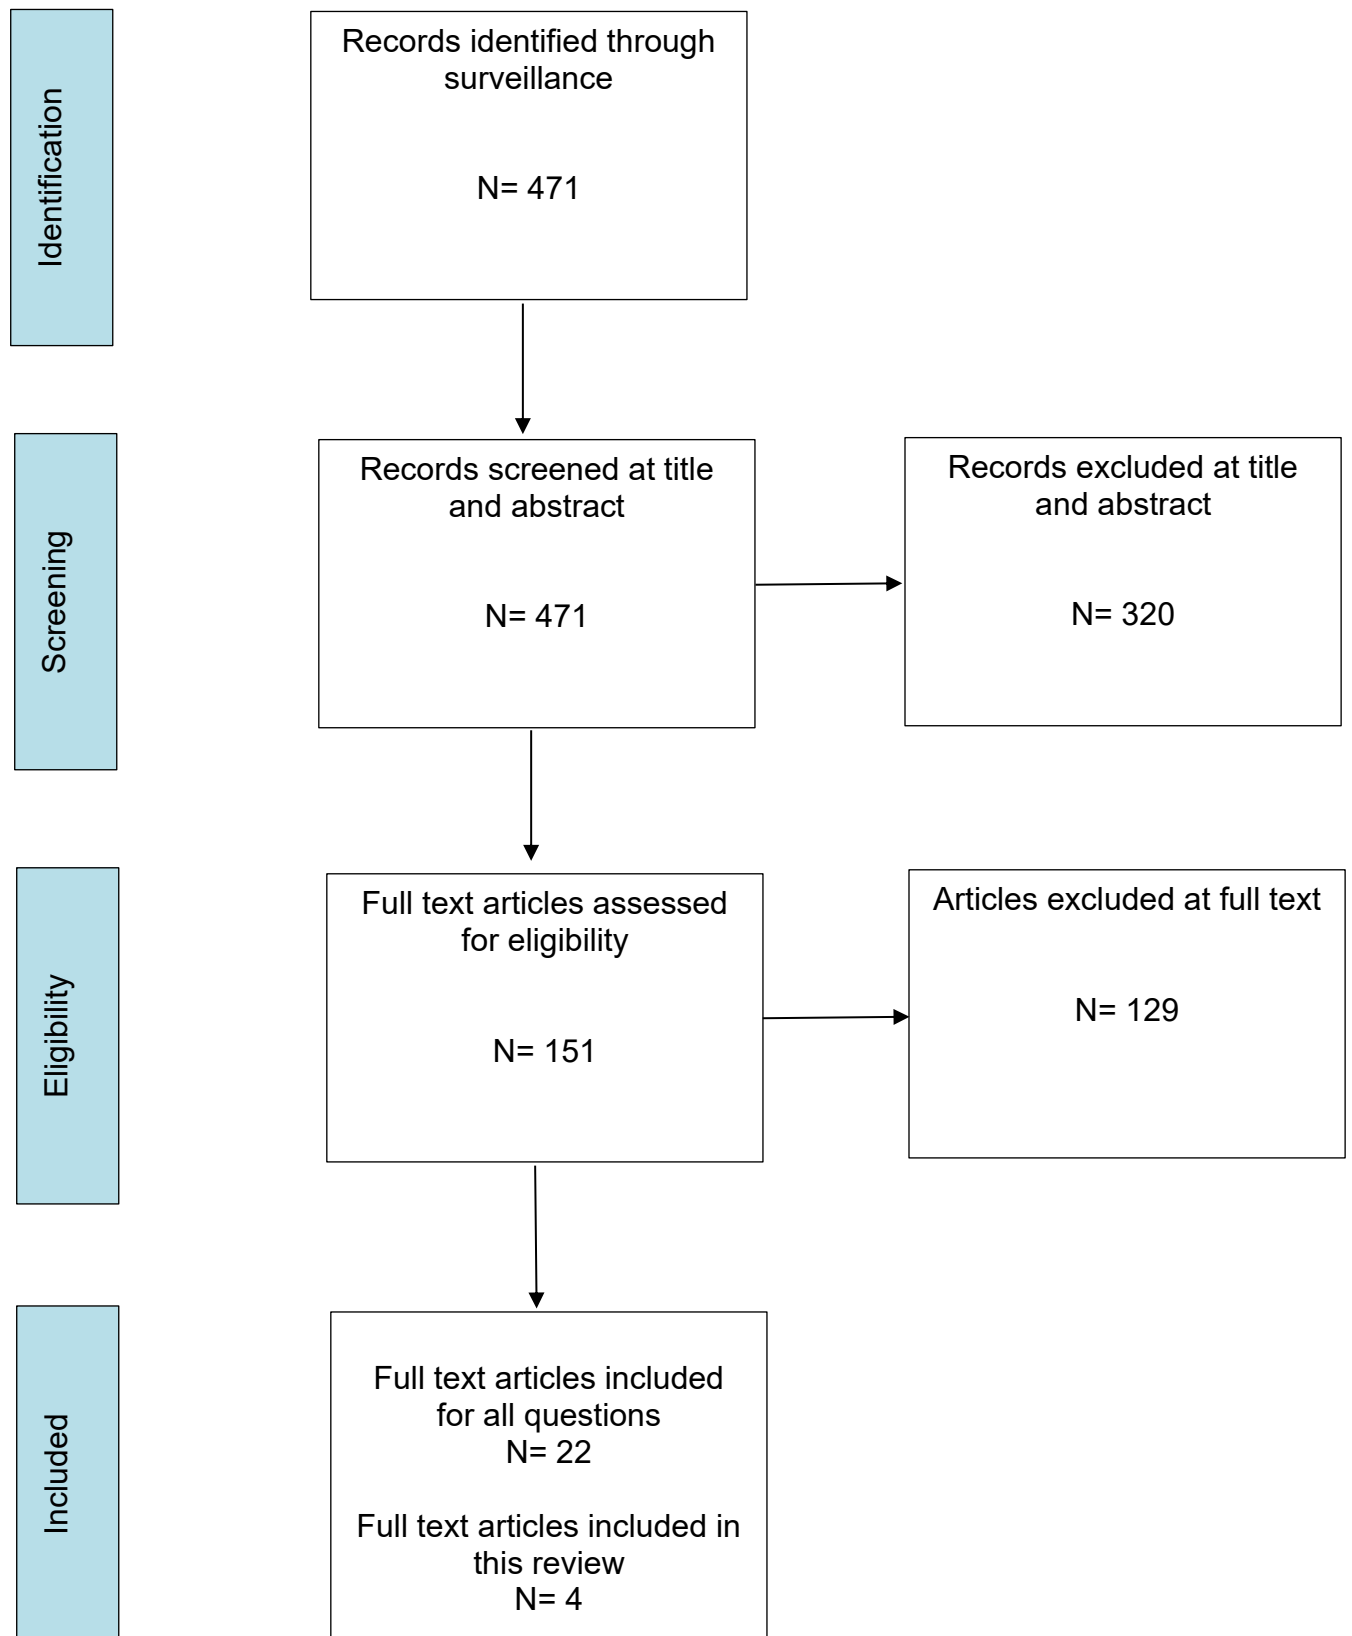 Identification
Records identified through
surveillance
N= 471
Screening
Records screened at title
and abstract
N= 471
Records excluded at title
and abstract
N= 320
Eligibility
Full text articles assessed
for eligibility
N= 151
Articles excluded at full text
N= 129
Included
Full text articles included
for all questions
N= 22
Full text articles included in
this review
N= 4